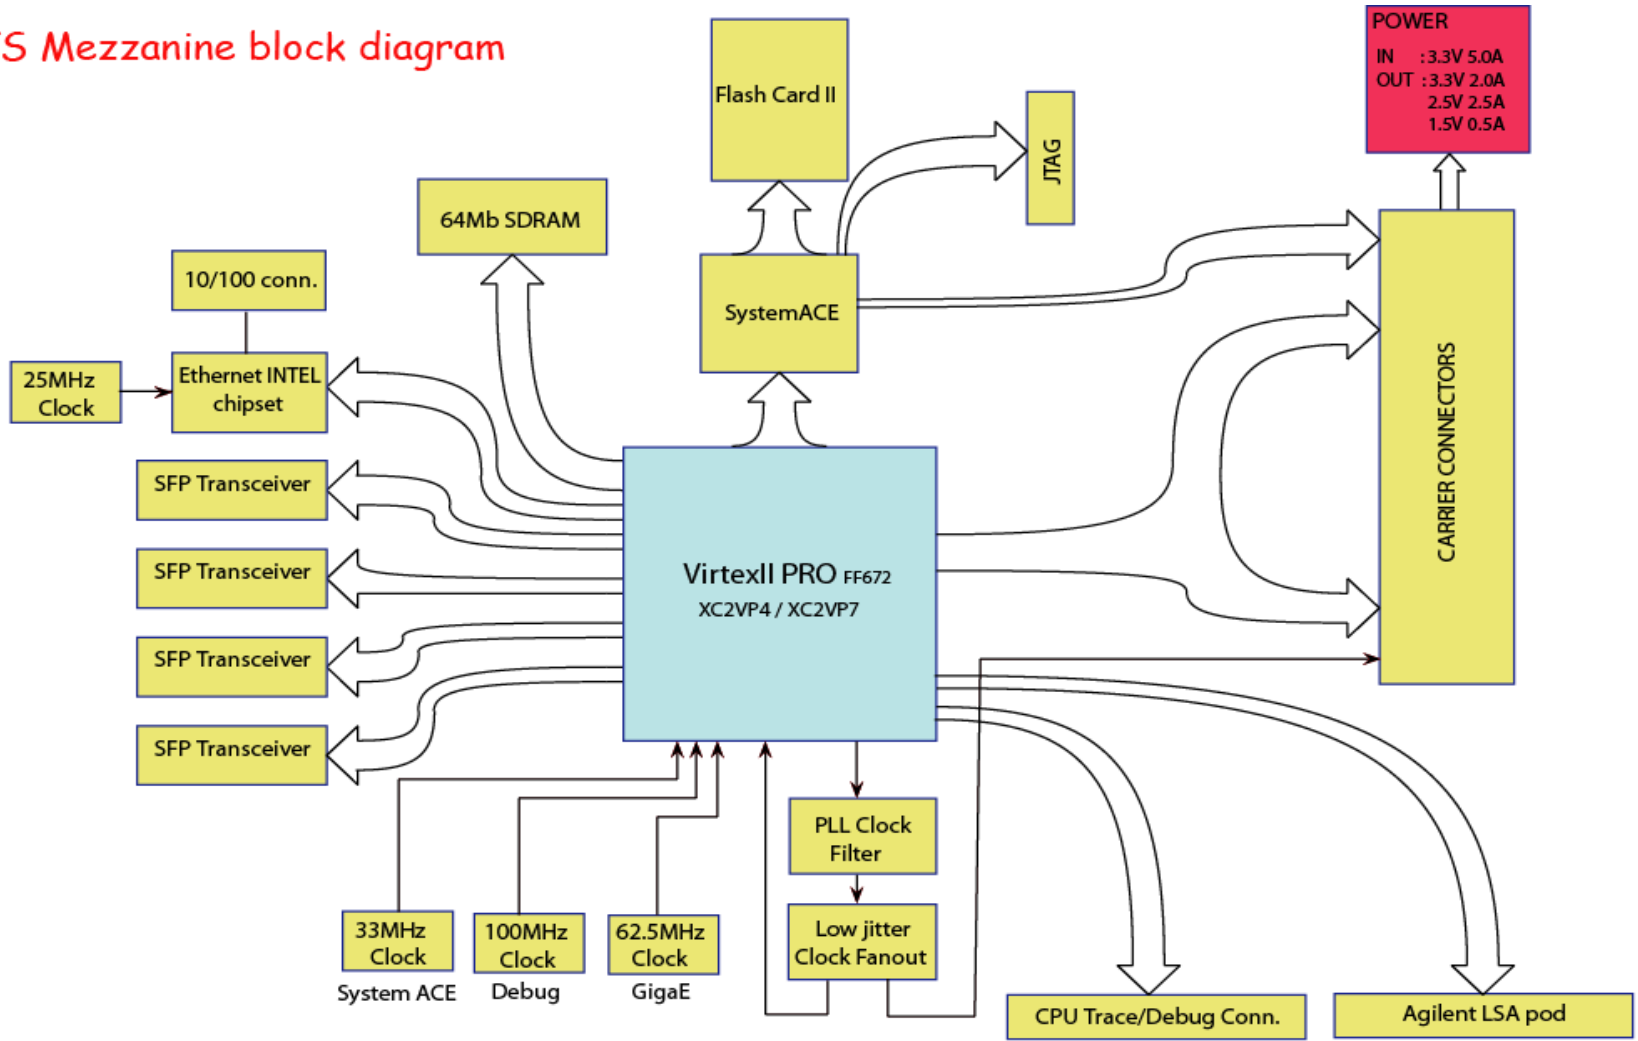 S Mezzanine block diagram
POWER
IN : 3.3V 5.0A
OUT : 3.3V 2.0A
2.5V 2.5A
1.5V 0.5A
Flash Card II
JTAG
64Mb SDRAM
10/100 conn.
SystemACE
25MHz
Clock
Ethernet INTEL
chipset
CARRIER CONNECTORS
SFP Transceiver
SFP Transceiver
SFP Transceiver
SFP Transceiver
VirtexII PRO FF672
XC2VP4 / XC2VP7
PLL Clock
Filter
Low jitter
Clock Fanout
33MHz
Clock
System ACE
100MHz
Clock
Debug
62.5MHz
Clock
GigaE
CPU Trace/Debug Conn.
Agilent LSA pod